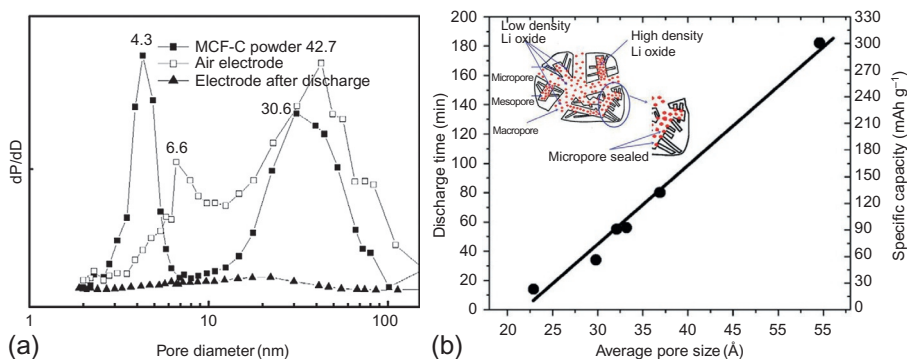 (a)
dP/dD
4.3
6.6
30.6
MCF-C powder 42.7
Air electrode
Electrode after discharge
1 10 100
Pore diameter (nm)
(b)
Discharge time (min)
200
180
160
140
120
100
80
60
40
20
0
Low density
Li oxide
High density
Li oxide
Micropore
Mesopore
Macropore
Micropore sealed
20 25 30 35 40 45 55 55
Average pore size (Å)
330
300
270
240
210
180
150
120
90
60
30
0
Specific capacity (mAh g⁻¹)